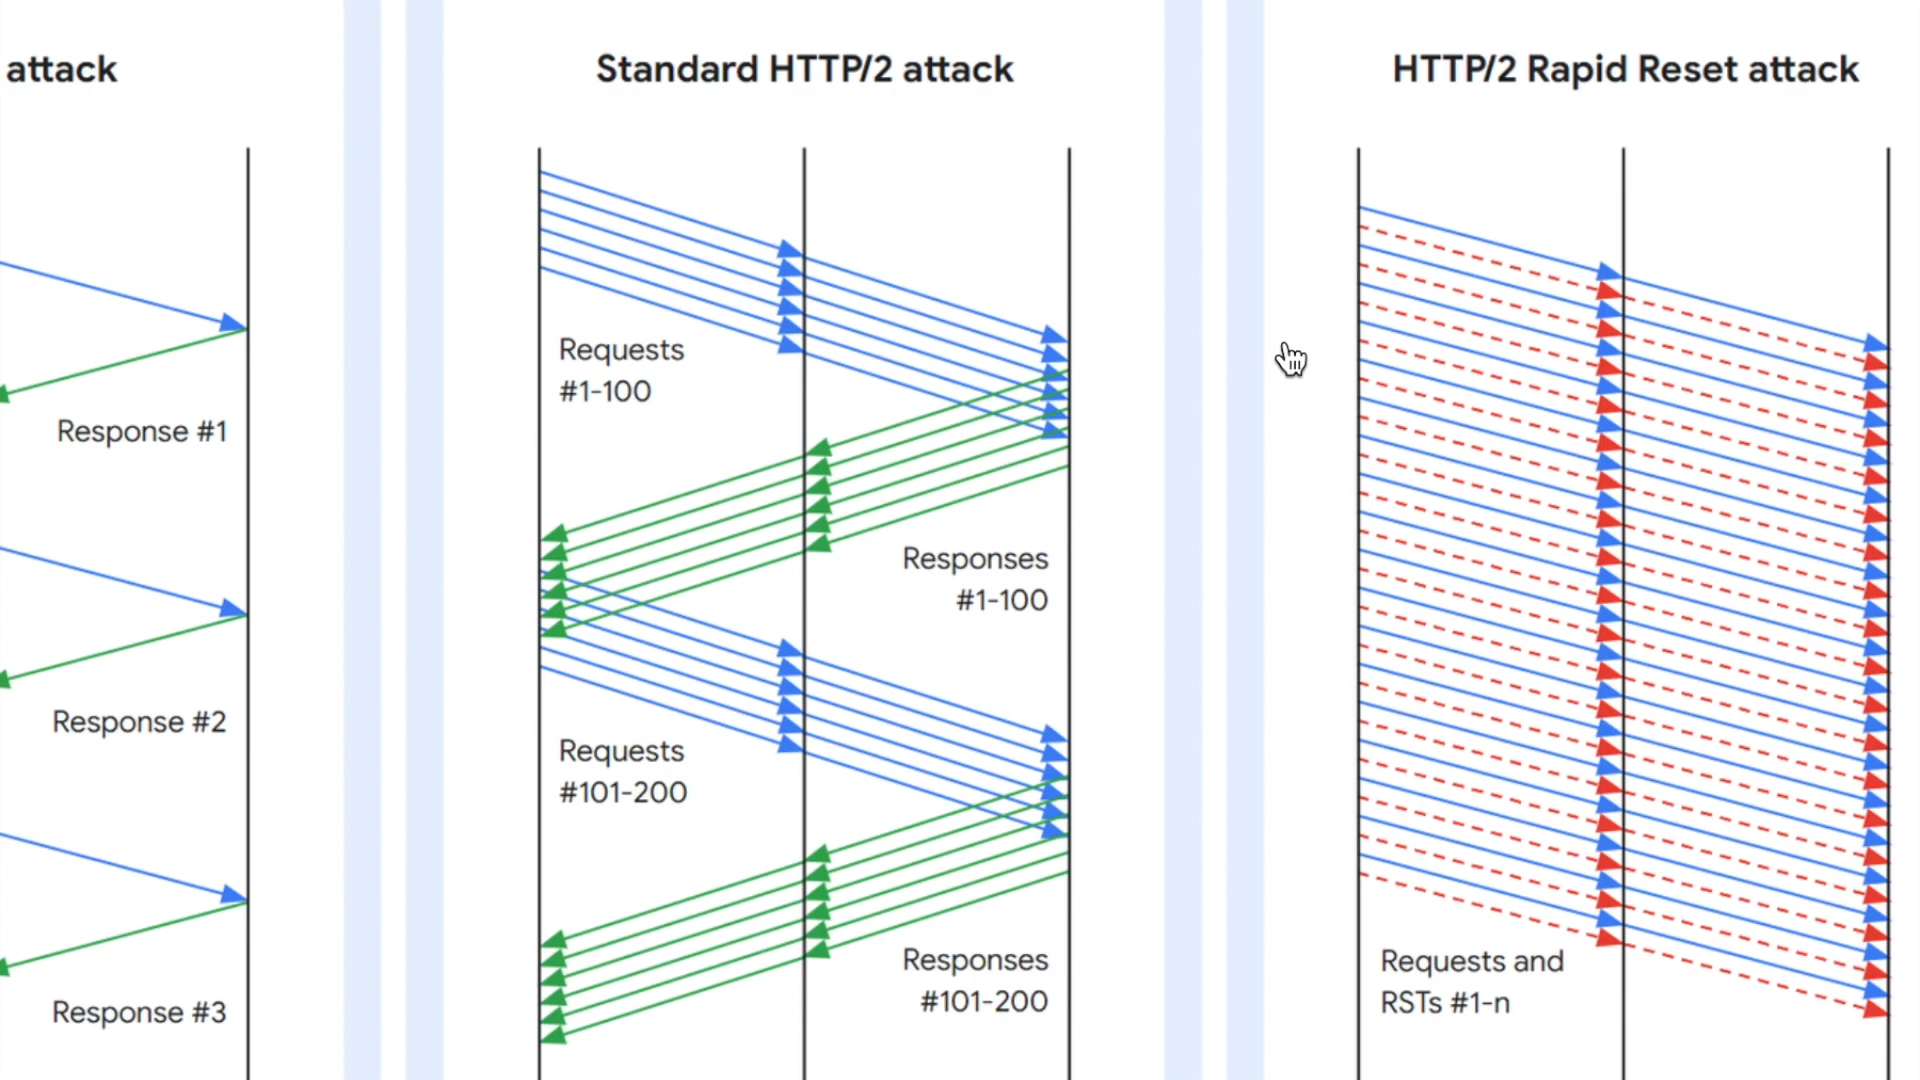 attack
Response #1
Response #2
Response #3
Standard HTTP/2 attack
Requests
#1-100
Responses
#1-100
Requests
#101-200
Responses
#101-200
HTTP/2 Rapid Reset attack
Requests and
RSTs #1-n